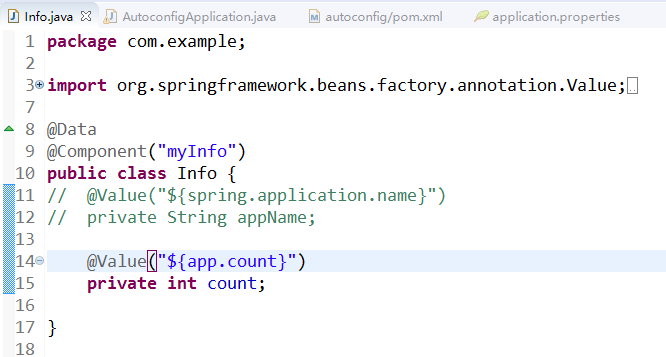 Info.java AutoconfigApplication.java autoconfig/pom.xml application.properties
1 package com.example;
2
3 import org.springframework.beans.factory.annotation.Value;
7
8 @Data
9 @Component("myInfo")
10 public class Info {
11 // @Value("${spring.application.name}")
12 // private String appName;
13
14 @Value("${app.count}")
15 private int count;
16
17 }
18